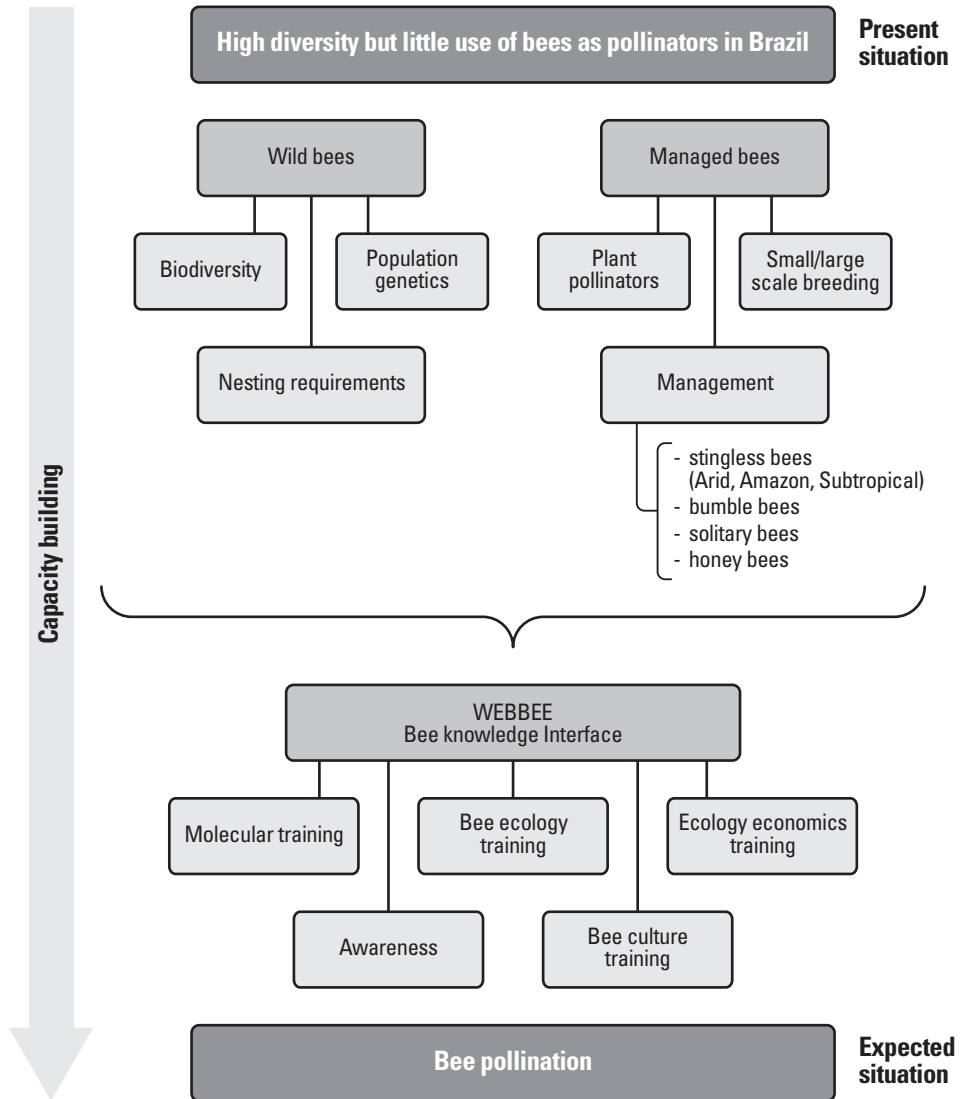 High diversity but little use of bees as pollinators in Brazil
Present
situation
Wild bees
Managed bees
Biodiversity
Population
genetics
Plant
pollinators
Small/large
scale breeding
Nesting requirements
Management
- stingless bees
(Arid, Amazon, Subtropical)
- bumble bees
- solitary bees
- honey bees
Capacity building
WEBBEE
Bee knowledge Interface
Molecular training
Bee ecology
training
Ecology economics
training
Awareness
Bee culture
training
Bee pollination
Expected
situation